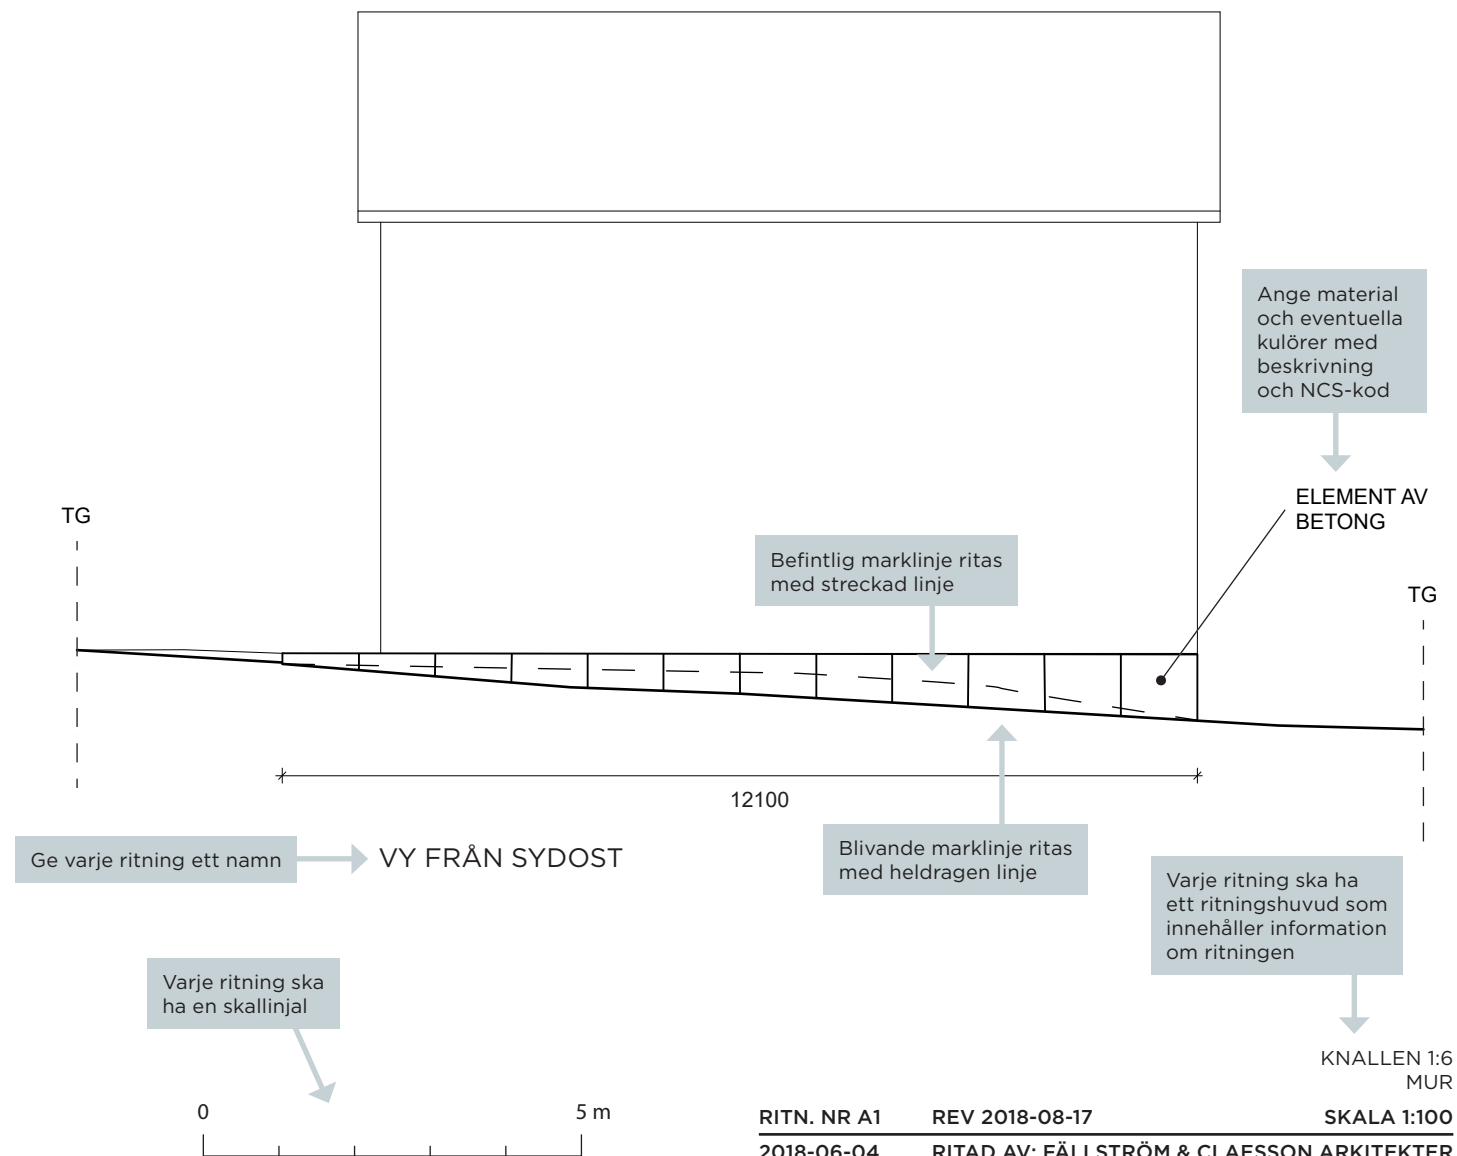 Ange material
och eventuella
kulörer med
beskrivning
och NCS-kod
ELEMENT AV
BETONG
TG
Befintlig marklinje ritas
med streckad linje
TG
12100
Ge varje ritning ett namn
VY FRÅN SYDOST
Blivande marklinje ritas
med heldragen linje
Varje ritning ska ha
ett ritningshuvud som
innehåller information
om ritningen
Varje ritning ska
ha en skallinjal
KNALLEN 1:6
MUR
0 5 m
RITN. NR A1 REV 2018-08-17 SKALA 1:100
2018-06-04 RITAD AV: FÄLLSTRÖM & CLAESSON ARKITEKTER